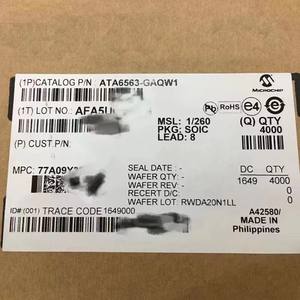 (1P)CATALOG P/N : ATA6563-GAQW1
MICROCHIP
(1T) LOT NO.: AFA5U
Pb RoHS e4 e
MSL: 1/260 (Q) QTY
PKG: SOIC 4000
LEAD: 8
(P) CUST.P/N:
MPC: 77A09Y
SEAL DATE: -
WAFER QTY: -
WAFER REV: -
RECERT D/C:
WAFER LOT: RWDA20N1LL
DC QTY
1649 4000
0
0
ID# (001) TRACE CODE 1649000
A42580/
MADE IN
Philippines